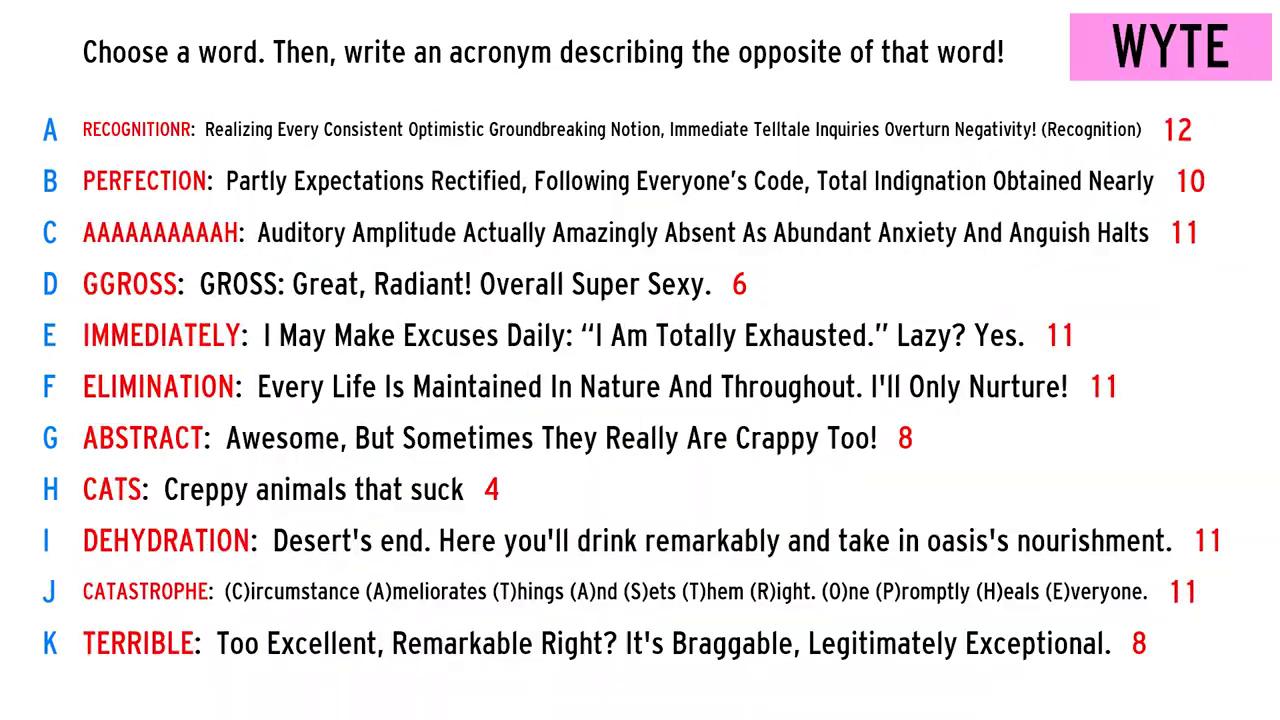 Choose a word. Then, write an acronym describing the opposite of that word!
WYTE
A RECOGNITIONR: Realizing Every Consistent Optimistic Groundbreaking Notion, Immediate Telltale Inquiries Overturn Negativity! (Recognition) 12
B PERFECTION: Partly Expectations Rectified, Following Everyone’s Code, Total Indignation Obtained Nearly 10
C AAAAAAAAAAH: Auditory Amplitude Actually Amazingly Absent As Abundant Anxiety And Anguish Halts 11
D GGROSS: GROSS: Great, Radiant! Overall Super Sexy. 6
E IMMEDIATELY: I May Make Excuses Daily: “I Am Totally Exhausted.” Lazy? Yes. 11
F ELIMINATION: Every Life Is Maintained In Nature And Throughout. I'll Only Nurture! 11
G ABSTRACT: Awesome, But Sometimes They Really Are Crappy Too! 8
H CATS: Creppy animals that suck 4
I DEHYDRATION: Desert's end. Here you'll drink remarkably and take in oasis's nourishment. 11
J CATASTROPHE: (C)ircumstance (A)meliorates (T)hings (A)nd (S)ets (T)hem (R)ight. (O)ne (P)romptly (H)eals (E)veryone. 11
K TERRIBLE: Too Excellent, Remarkable Right? It's Braggable, Legitimately Exceptional. 8